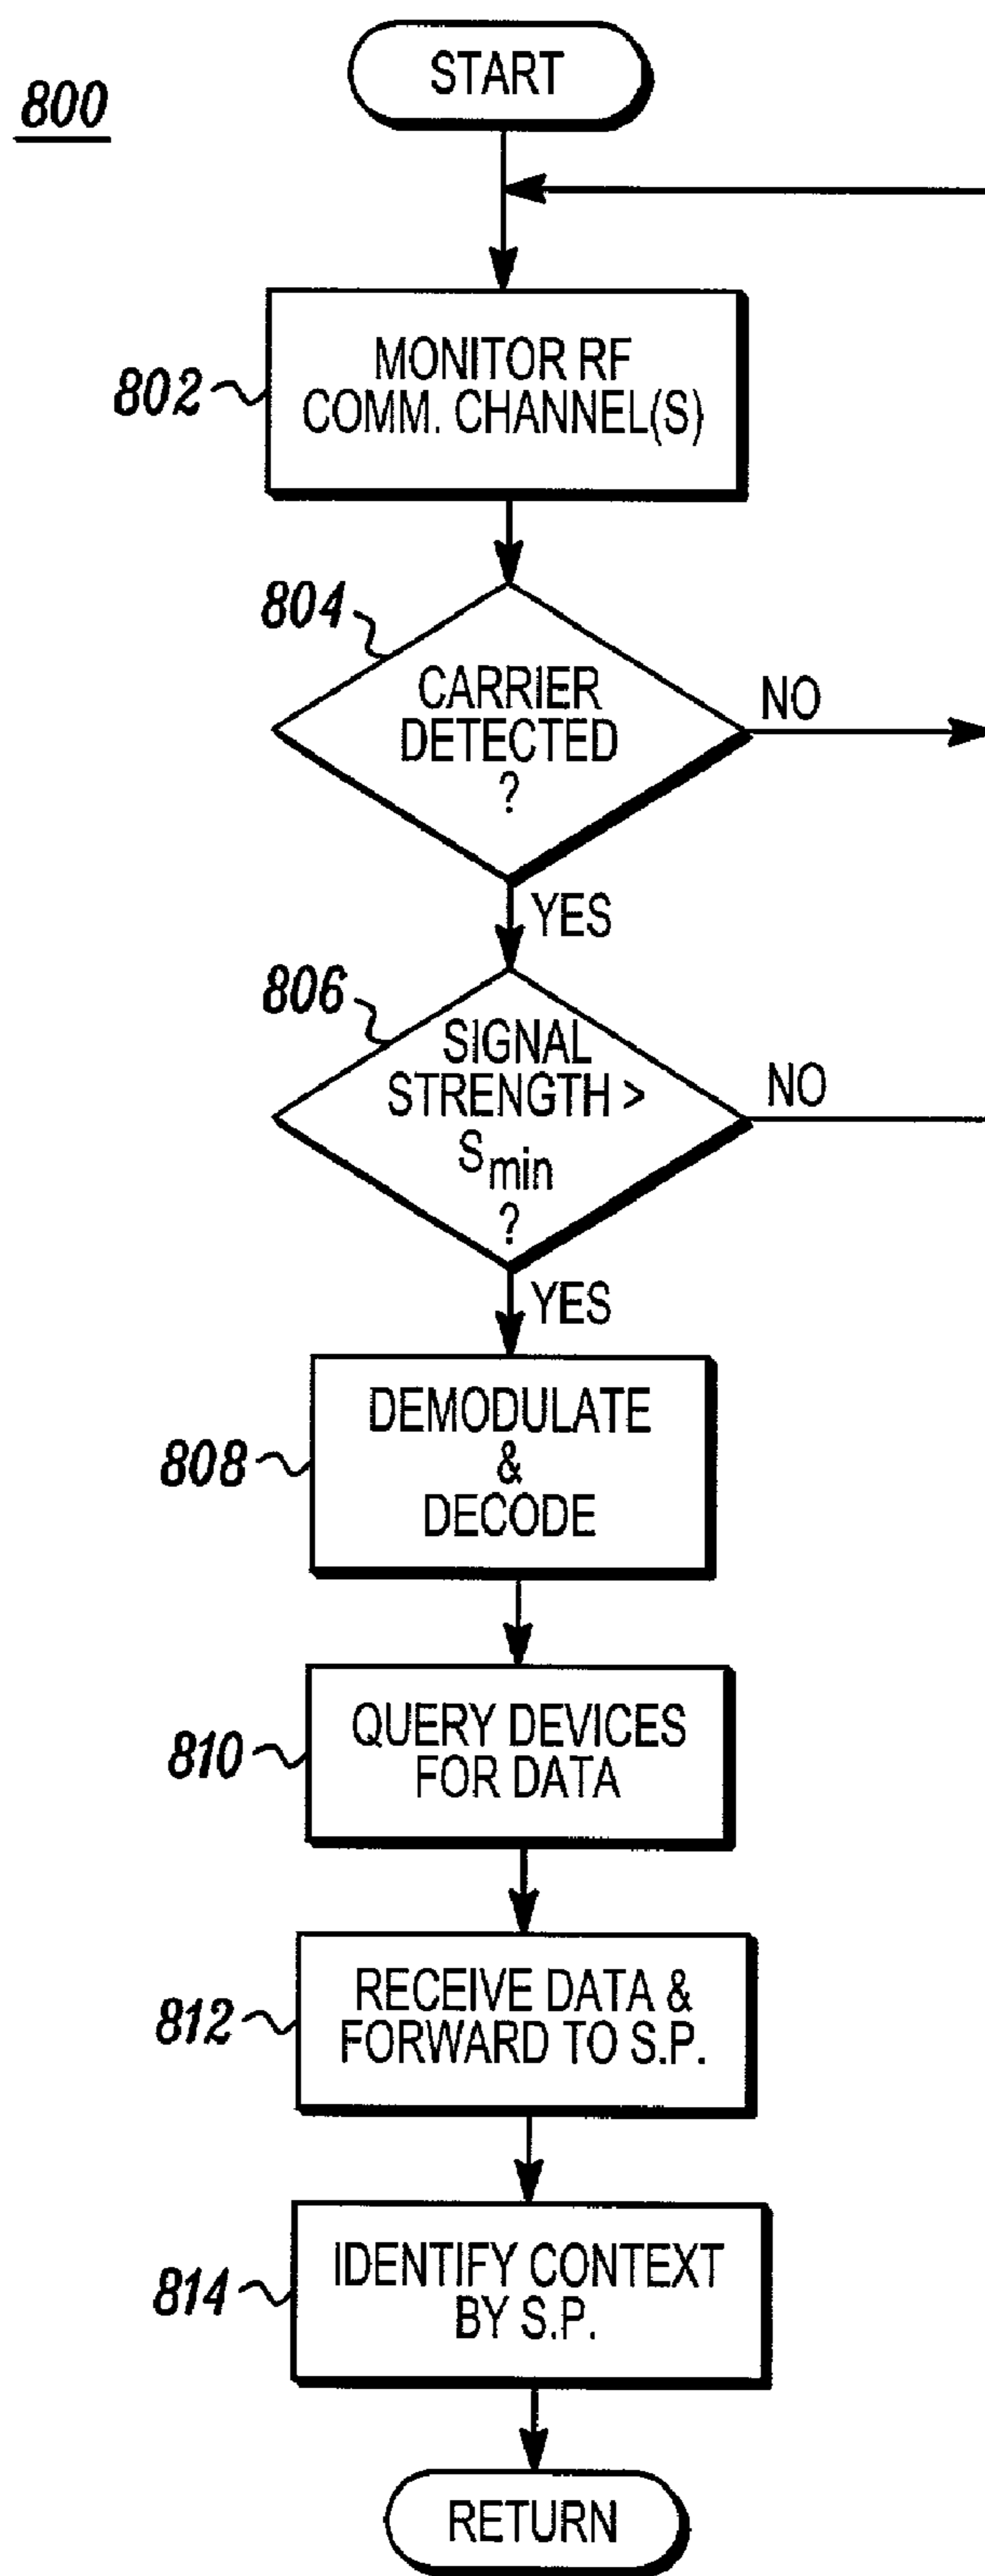 START
800
MONITOR RF
COMM. CHANNEL(S)
802
804
CARRIER
DETECTED
?
NO
YES
806
SIGNAL
STRENGTH >
Smin
?
NO
YES
DEMODULATE
&
DECODE
808
QUERY DEVICES
FOR DATA
810
RECEIVE DATA &
FORWARD TO S.P.
812
IDENTIFY CONTEXT
BY S.P.
814
RETURN